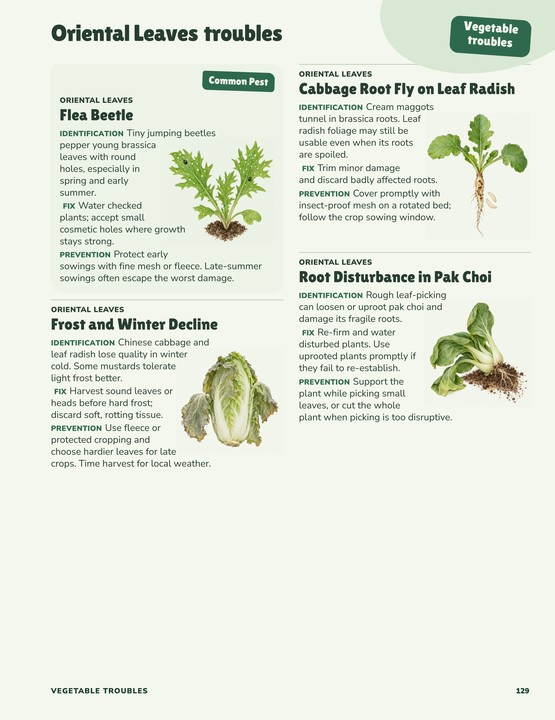 Oriental Leaves troubles
Vegetable
troubles
Common Pest
ORIENTAL LEAVES
Flea Beetle
IDENTIFICATION Tiny jumping beetles
pepper young brassica
leaves with round
holes, especially in
spring and early
summer.
FIX Water checked
plants; accept small
cosmetic holes where growth
stays strong.
PREVENTION Protect early
sowings with fine mesh or fleece. Late-summer
sowings often escape the worst damage.
ORIENTAL LEAVES
Frost and Winter Decline
IDENTIFICATION Chinese cabbage and
leaf radish lose quality in winter
cold. Some mustards tolerate
light frost better.
FIX Harvest sound leaves or
heads before hard frost;
discard soft, rotting tissue.
PREVENTION Use fleece or
protected cropping and
choose hardier leaves for late
crops. Time harvest for local weather.
ORIENTAL LEAVES
Cabbage Root Fly on Leaf Radish
IDENTIFICATION Cream maggots
tunnel in brassica roots. Leaf
radish foliage may still be
usable even when its roots
are spoiled.
FIX Trim minor damage
and discard badly affected roots.
PREVENTION Cover promptly with
insect-proof mesh on a rotated bed;
follow the crop sowing window.
ORIENTAL LEAVES
Root Disturbance in Pak Choi
IDENTIFICATION Rough leaf-picking
can loosen or uproot pak choi and
damage its fragile roots.
FIX Re-firm and water
disturbed plants. Use
uprooted plants promptly if
they fail to re-establish.
PREVENTION Support the
plant while picking small
leaves, or cut the whole
plant when picking is too disruptive.
VEGETABLE TROUBLES
129